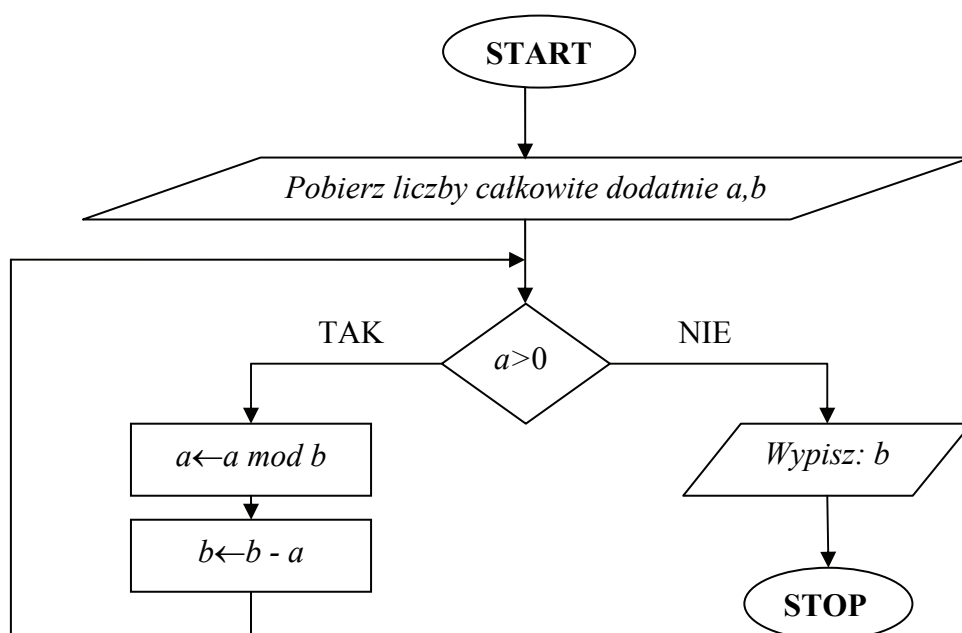 START
Pobierz liczby całkowite dodatnie a,b
TAK
NIE
a>0
a←a mod b
Wypisz: b
b←b - a
STOP